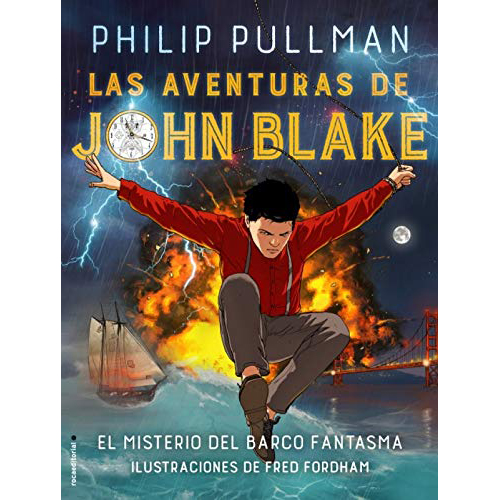 PHILIP PULLMAN
LAS AVENTURAS DE
JOHN BLAKE
EL MISTERIO DEL BARCO FANTASMA
ILUSTRACIONES DE FRED FORDHAM
rocaeditorial